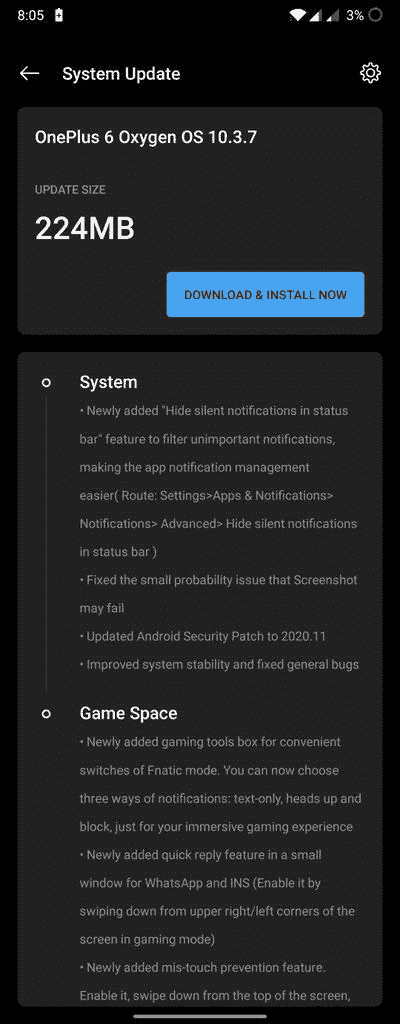 8:05 3%
System Update
OnePlus 6 Oxygen OS 10.3.7
UPDATE SIZE
224MB
DOWNLOAD & INSTALL NOW
System
• Newly added "Hide silent notifications in status
bar" feature to filter unimportant notifications,
making the app notification management
easier( Route: Settings>Apps & Notifications>
Notifications> Advanced> Hide silent notifications
in status bar )
• Fixed the small probability issue that Screenshot
may fail
• Updated Android Security Patch to 2020.11
• Improved system stability and fixed general bugs
Game Space
• Newly added gaming tools box for convenient
switches of Fnatic mode. You can now choose
three ways of notifications: text-only, heads up and
block, just for your immersive gaming experience
• Newly added quick reply feature in a small
window for WhatsApp and INS (Enable it by
swiping down from upper right/left corners of the
screen in gaming mode)
• Newly added mis-touch prevention feature.
Enable it, swipe down from the top of the screen,